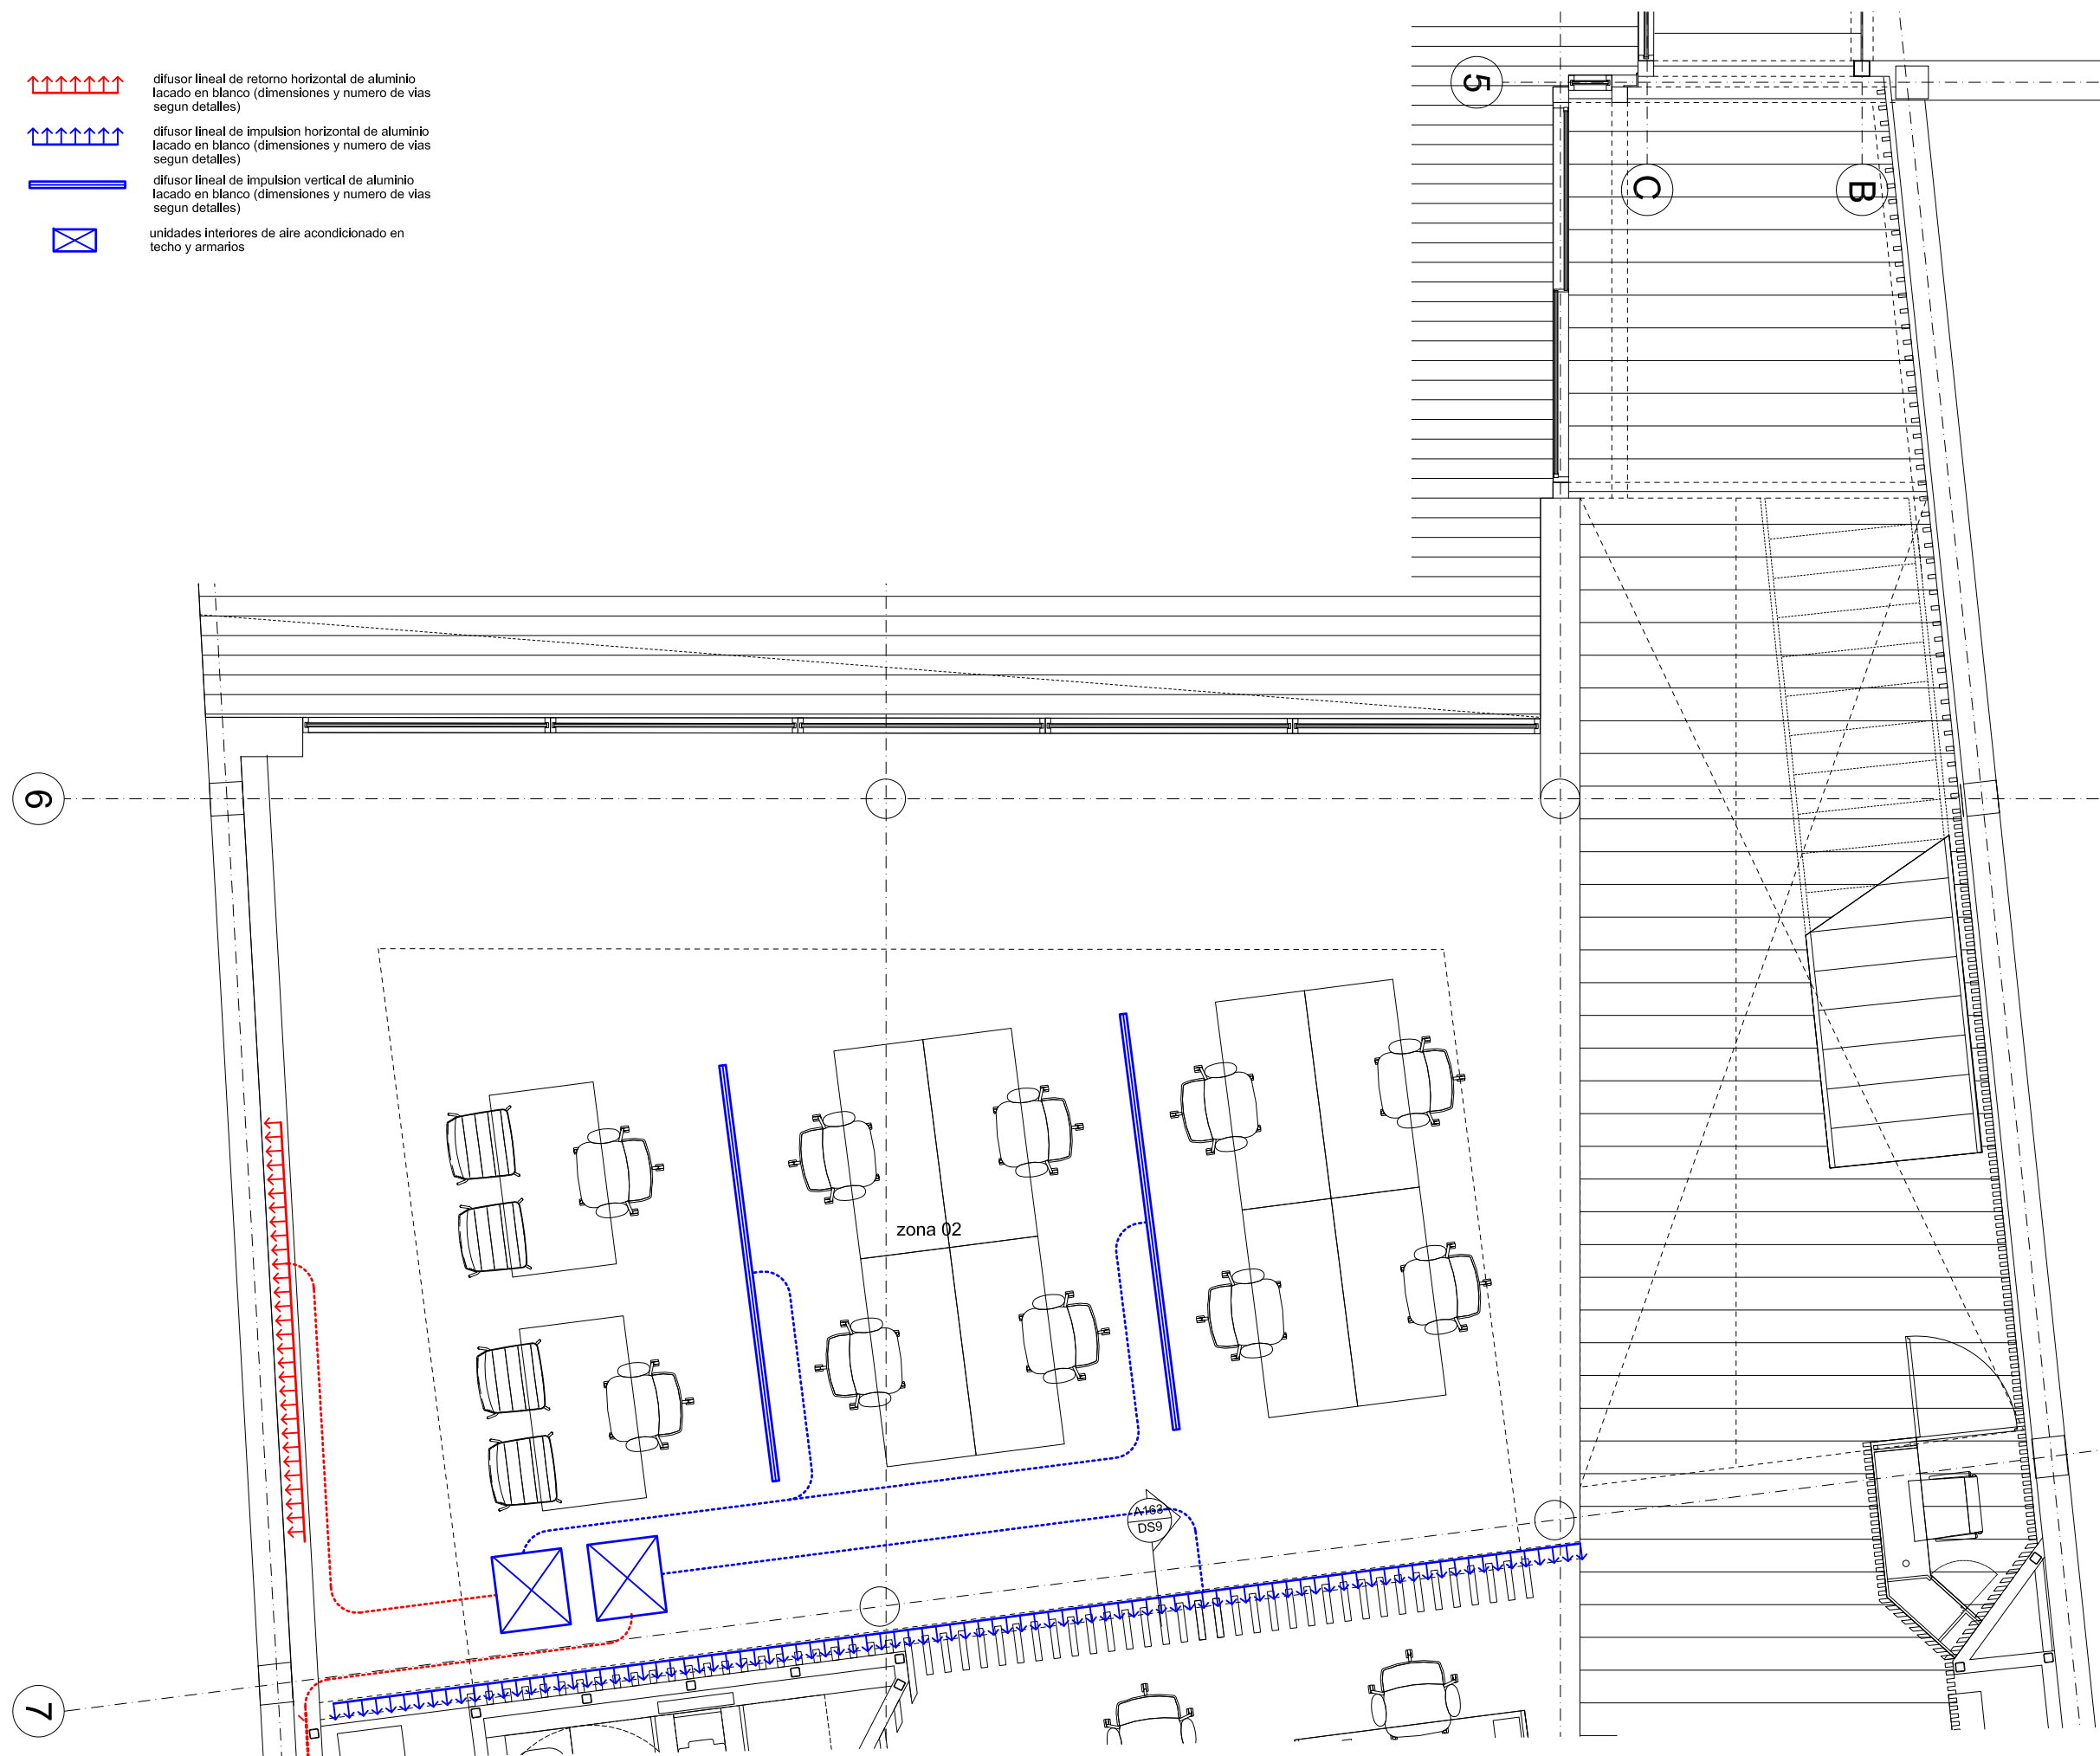 difusor lineal de retorno horizontal de aluminio
lacado en blanco (dimensiones y numero de vias
segun detalles)
difusor lineal de impulsion horizontal de aluminio
lacado en blanco (dimensiones y numero de vias
segun detalles)
difusor lineal de impulsion vertical de aluminio
lacado en blanco (dimensiones y numero de vias
segun detalles)
unidades interiores de aire acondicionado en
techo y armarios
5
C
B
6
zona 02
A163
DS9
7